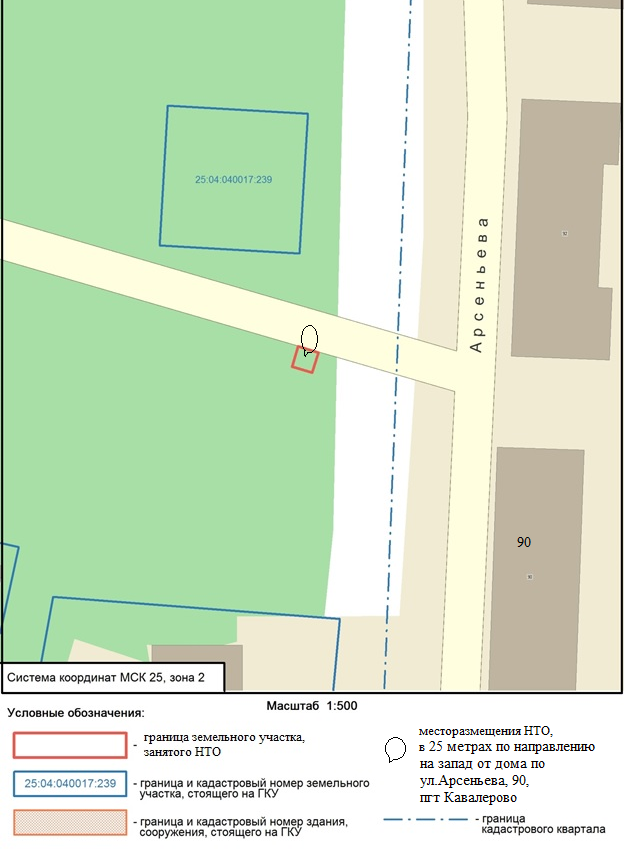 25:04:040017:239
Арсеньева
90
Система координат МСК 25, зона 2
Масштаб 1:500
Условные обозначения:
- граница земельного участка,
занятого НТО
25:04:040017:239
- граница и кадастровый номер земельного
участка, стоящего на ГКУ
- граница и кадастровый номер здания,
сооружения, стоящего на ГКУ
месторазмещения НТО,
в 25 метрах по направлению
на запад от дома по
ул.Арсеньева, 90,
пгт Кавалерово
- граница
кадастрового квартала